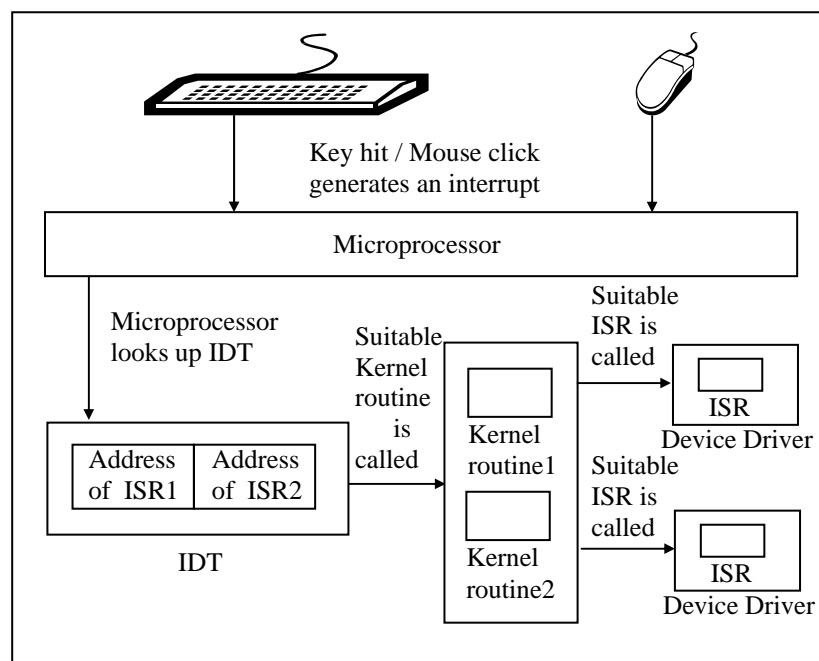 Key hit / Mouse click
generates an interrupt
Microprocessor
Microprocessor
looks up IDT
Suitable
Kernel
routine
is
called
Suitable
ISR is
called
ISR
Device Driver
Address
of ISR1
Address
of ISR2
IDT
Kernel
routine1
Kernel
routine2
Suitable
ISR is
called
ISR
Device Driver